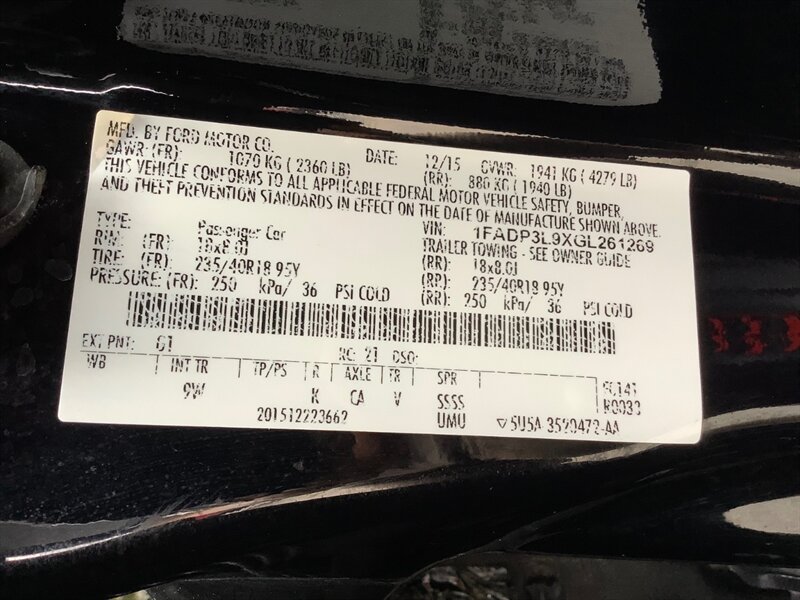 MFD. BY FORD MOTOR CO.
DATE: 12/15 GVWR: 1941 KG ( 4279 LB)
GAWR: (FR): 1070 KG ( 2360 LB) (RR): 880 KG ( 1940 LB)
THIS VEHICLE CONFORMS TO ALL APPLICABLE FEDERAL MOTOR VEHICLE SAFETY, BUMPER,
AND THEFT PREVENTION STANDARDS IN EFFECT ON THE DATE OF MANUFACTURE SHOWN ABOVE.
VIN: 1FADP3L9XGL261269
TYPE: Passenger Car TRAILER TOWING - SEE OWNER GUIDE
RIM: (FR) 18x8.0J (RR): 18x8.0J
TIRE: (FR): 235/40R18 95Y (RR): 235/40R18 95Y
PRESSURE: (FR): 250 kPa/ 36 PSI COLD (RR): 250 kPa/ 36 PSI COLD
EXT PNT: G1 RC: 21 DSO:
WB INT TR TP/PS R AXLE TR SPR
9W K CA V SSSS
201512223662 UMU